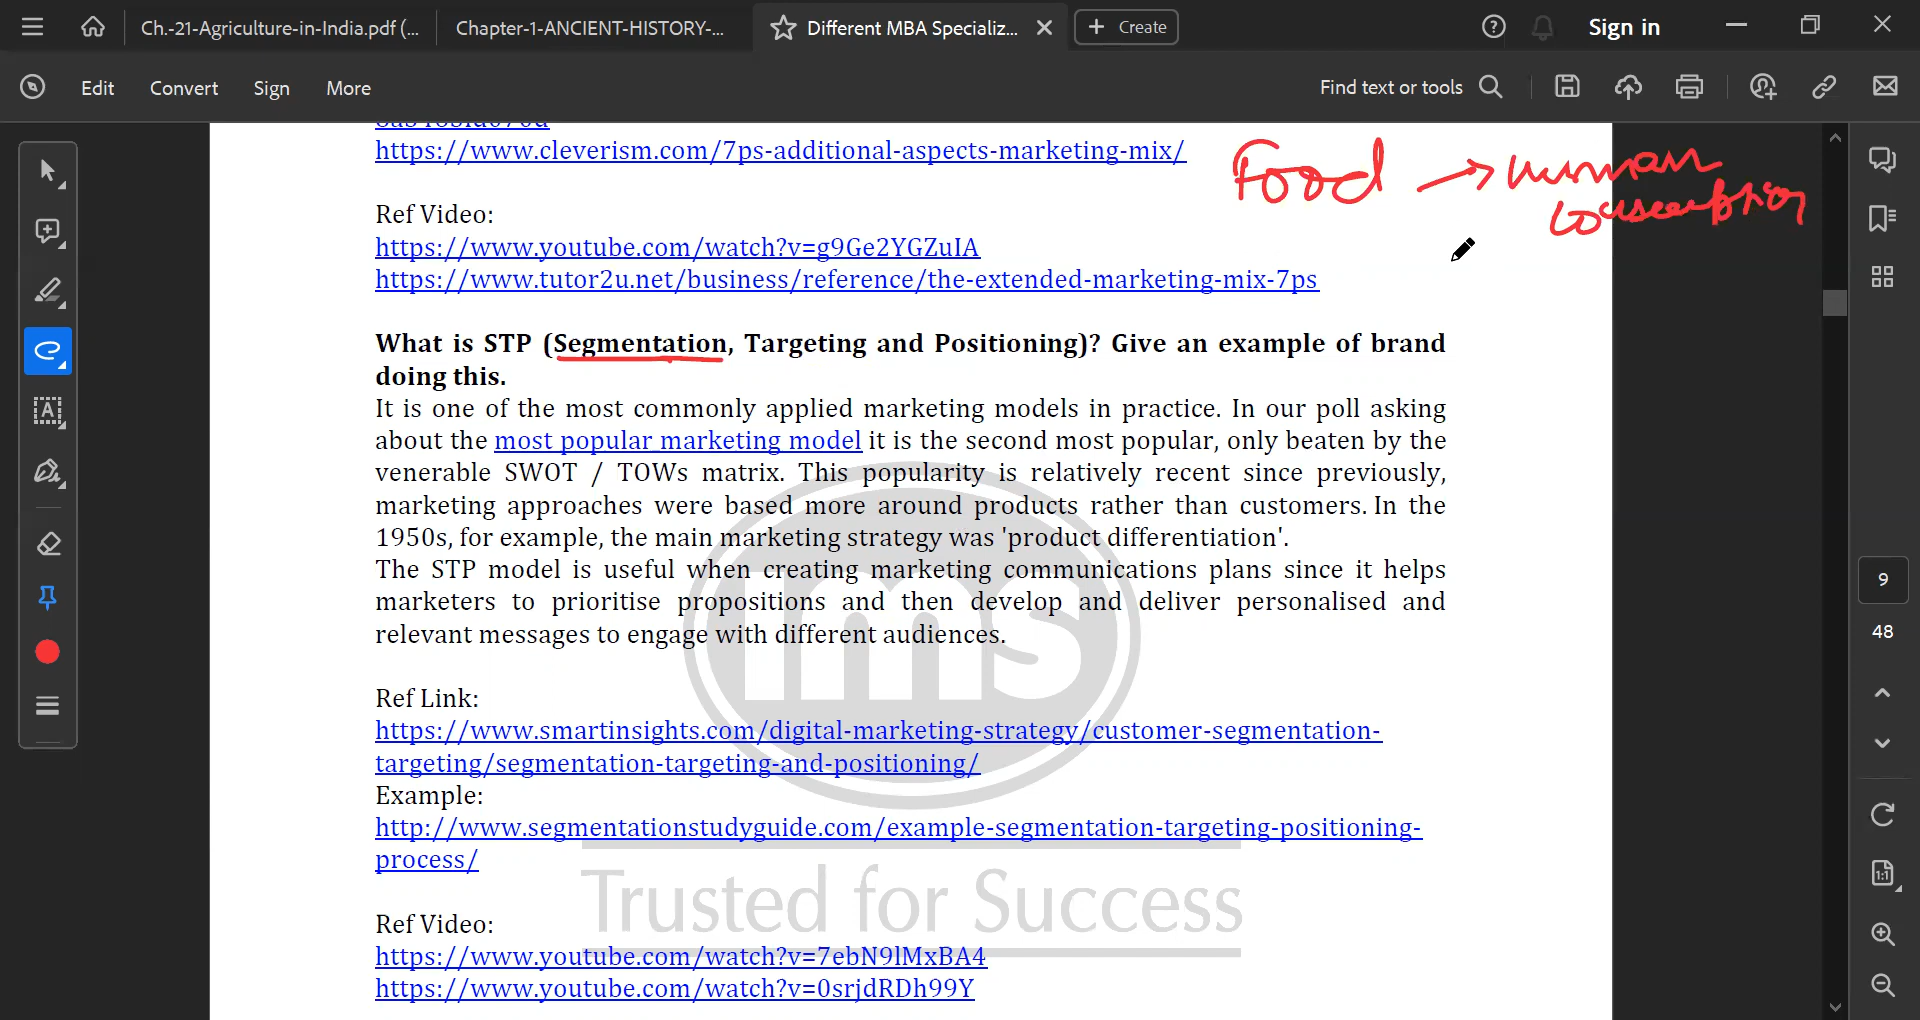 Ch.-21-Agriculture-in-India.pdf (...
Chapter-1-ANCIENT-HISTORY-...
Different MBA Specializ...
Create
Sign in
Edit
Convert
Sign
More
Find text or tools
https://www.cleverism.com/7ps-additional-aspects-marketing-mix/
Food → human
consumption
Ref Video:
https://www.youtube.com/watch?v=g9Ge2YGZuIA
https://www.tutor2u.net/business/reference/the-extended-marketing-mix-7ps
What is STP (Segmentation, Targeting and Positioning)? Give an example of brand
doing this.
It is one of the most commonly applied marketing models in practice. In our poll asking
about the most popular marketing model it is the second most popular, only beaten by the
venerable SWOT / TOWs matrix. This popularity is relatively recent since previously,
marketing approaches were based more around products rather than customers. In the
1950s, for example, the main marketing strategy was 'product differentiation'.
The STP model is useful when creating marketing communications plans since it helps
marketers to prioritise propositions and then develop and deliver personalised and
relevant messages to engage with different audiences.
Ref Link:
https://www.smartinsights.com/digital-marketing-strategy/customer-segmentation-
targeting/segmentation-targeting-and-positioning/
Example:
http://www.segmentationstudyguide.com/example-segmentation-targeting-positioning-
process/
Ref Video:
https://www.youtube.com/watch?v=7ebN9lMxBA4
https://www.youtube.com/watch?v=0srjdRDh99Y
ims
Trusted for Success
9
48
1:1